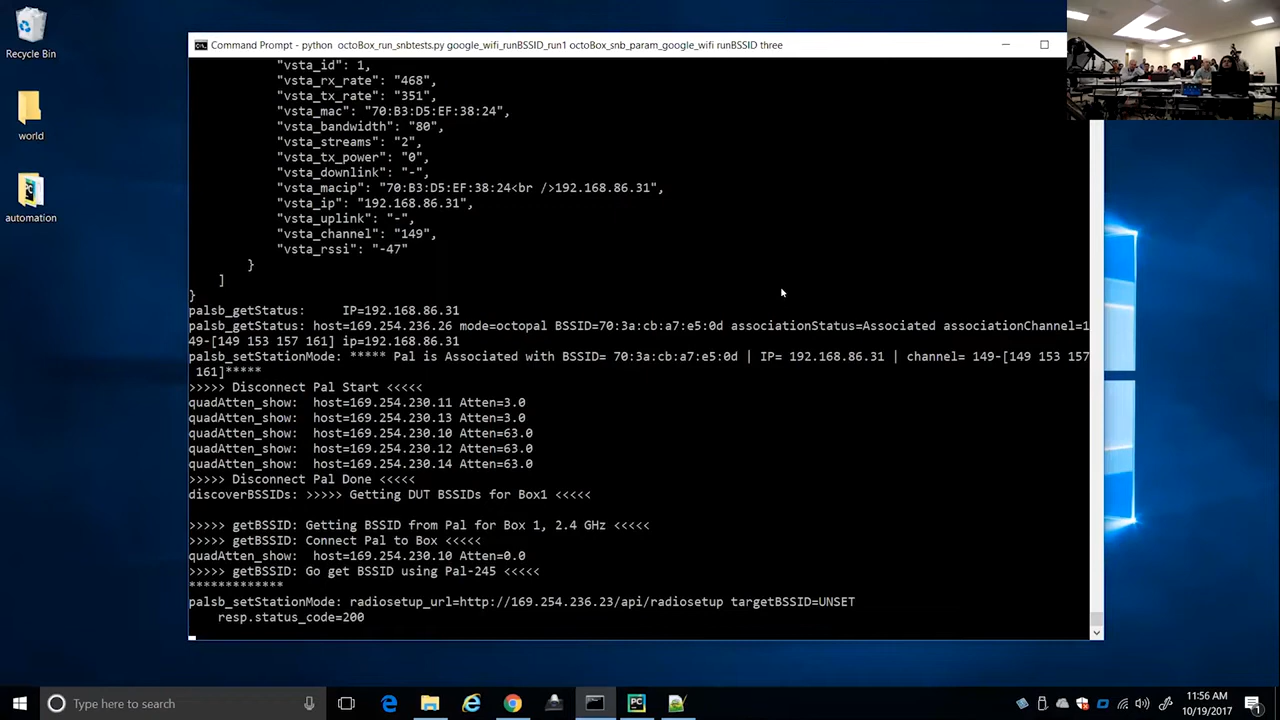 Recycle Bin
world
automation
Command Prompt - python  octoBox_run_snbtests.py google_wifi_runBSSID_run1 octoBox_snb_param_google_wifi runBSSID three
"vsta_id": 1,
"vsta_rx_rate": "468",
"vsta_tx_rate": "351",
"vsta_mac": "70:B3:D5:EF:38:24",
"vsta_bandwidth": "80",
"vsta_streams": "2",
"vsta_tx_power": "0",
"vsta_downlink": "-",
"vsta_macip": "70:B3:D5:EF:38:24<br />192.168.86.31",
"vsta_ip": "192.168.86.31",
"vsta_uplink": "-",
"vsta_channel": "149",
"vsta_rssi": "-47"
}
]
}
palsb_getStatus:     IP=192.168.86.31
palsb_getStatus: host=169.254.236.26 mode=octopal BSSID=70:3a:cb:a7:e5:0d associationStatus=Associated associationChannel=1
49-[149 153 157 161] ip=192.168.86.31
palsb_setStationMode: ***** Pal is Associated with BSSID= 70:3a:cb:a7:e5:0d | IP= 192.168.86.31 | channel= 149-[149 153 157
161]*****
>>>>> Disconnect Pal Start <<<<<
quadAtten_show:  host=169.254.230.11 Atten=3.0
quadAtten_show:  host=169.254.230.13 Atten=3.0
quadAtten_show:  host=169.254.230.10 Atten=63.0
quadAtten_show:  host=169.254.230.12 Atten=63.0
quadAtten_show:  host=169.254.230.14 Atten=63.0
>>>>> Disconnect Pal Done <<<<<
discoverBSSIDs: >>>>> Getting DUT BSSIDs for Box1 <<<<<
>>>>> getBSSID: Getting BSSID from Pal for Box 1, 2.4 GHz <<<<<
>>>>> getBSSID: Connect Pal to Box <<<<<
quadAtten_show:  host=169.254.230.10 Atten=0.0
>>>>> getBSSID: Go get BSSID using Pal-245 <<<<<
*************
palsb_setStationMode: radiosetup_url=http://169.254.236.23/api/radiosetup targetBSSID=UNSET
resp.status_code=200
Type here to search
11:56 AM
10/19/2017